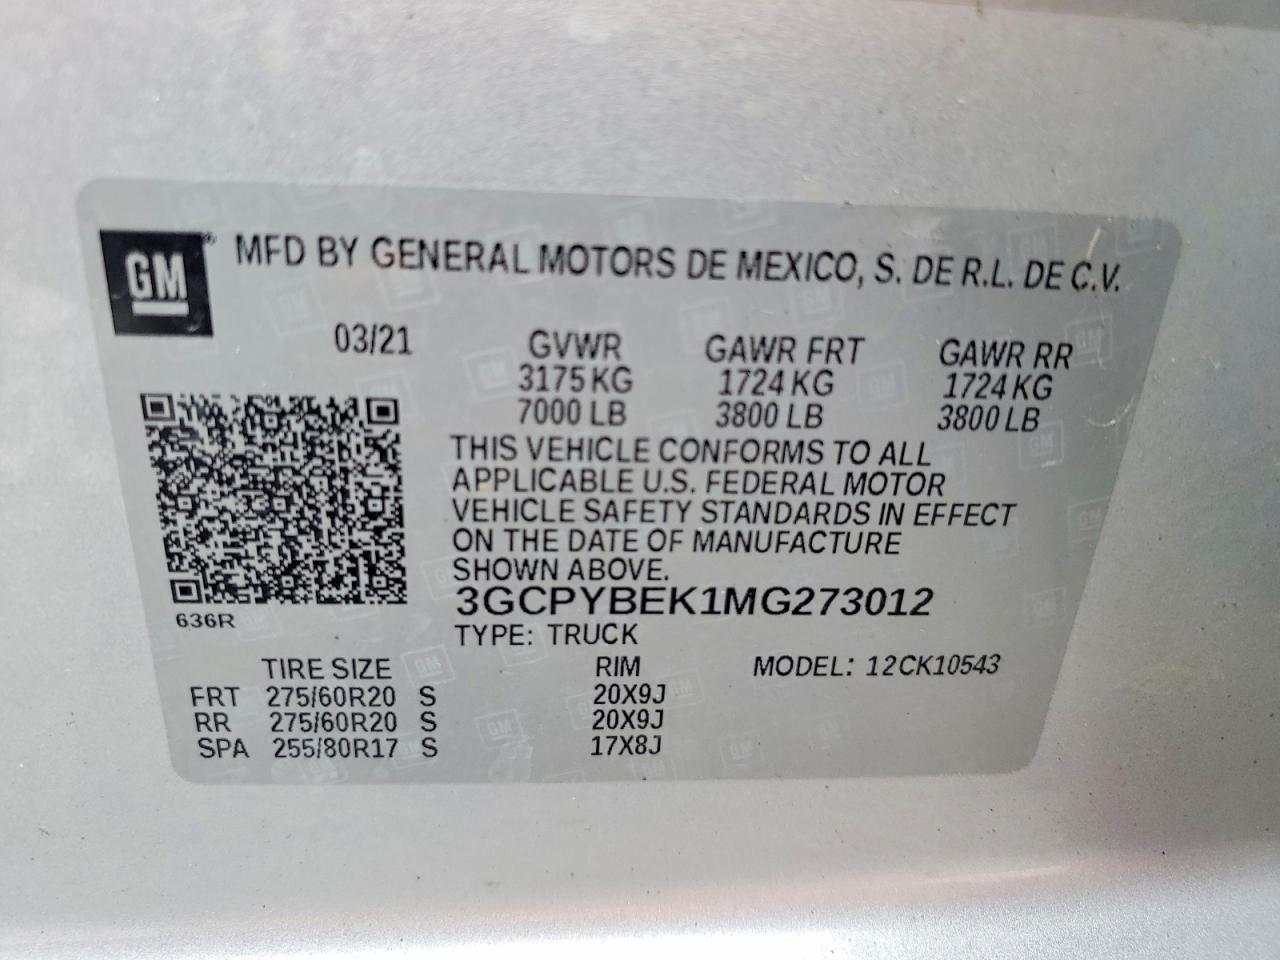 GM
MFD BY GENERAL MOTORS DE MEXICO, S. DE R.L. DE C.V.
03/21 GVWR GAWR FRT GAWR RR
3175 KG 1724 KG 1724 KG
7000 LB 3800 LB 3800 LB
THIS VEHICLE CONFORMS TO ALL
APPLICABLE U.S. FEDERAL MOTOR
VEHICLE SAFETY STANDARDS IN EFFECT
ON THE DATE OF MANUFACTURE
SHOWN ABOVE.
3GCPYBEK1MG273012
636R
TYPE: TRUCK
TIRE SIZE RIM MODEL: 12CK10543
FRT 275/60R20 S 20X9J
RR 275/60R20 S 20X9J
SPA 255/80R17 S 17X8J